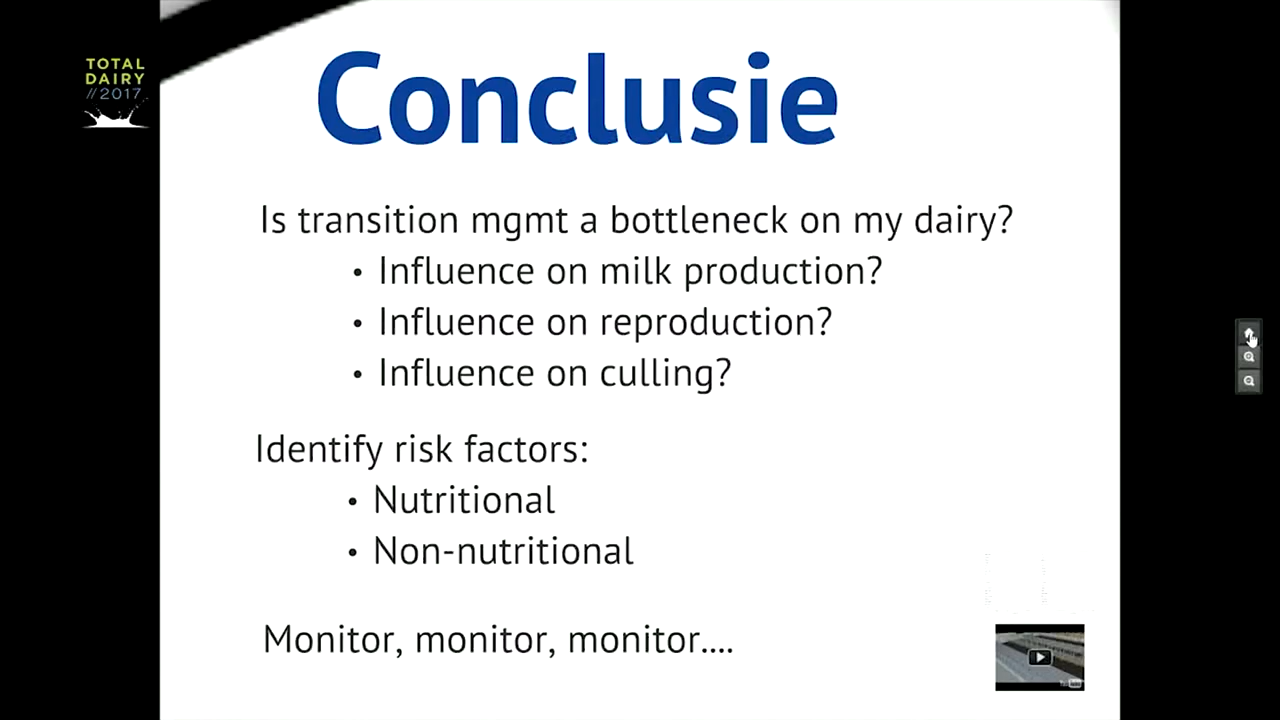 TOTAL
DAIRY
//2017
Conclusie
Is transition mgmt a bottleneck on my dairy?
• Influence on milk production?
• Influence on reproduction?
• Influence on culling?
Identify risk factors:
• Nutritional
• Non-nutritional
Monitor, monitor, monitor....